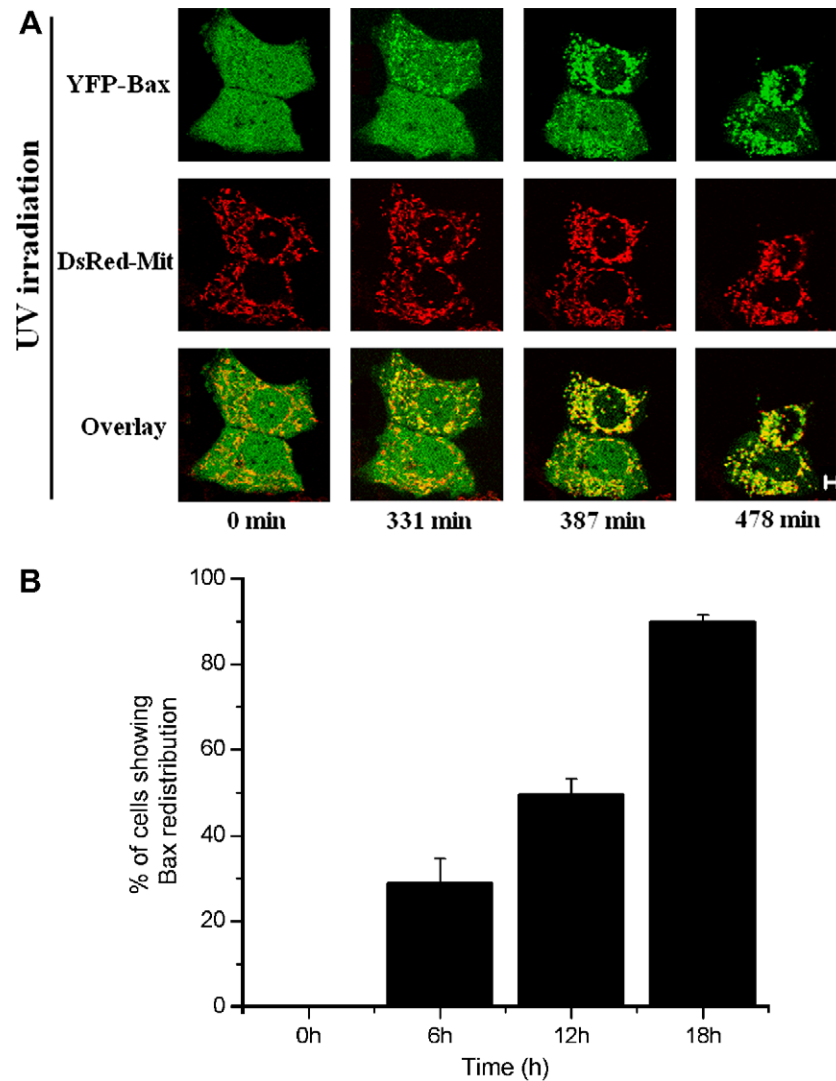 A
UV irradiation
YFP-Bax
DsRed-Mit
Overlay
0 min 331 min 387 min 478 min
B
% of cells showing
Bax redistribution
100
80
60
40
20
0
0h 6h 12h 18h
Time (h)